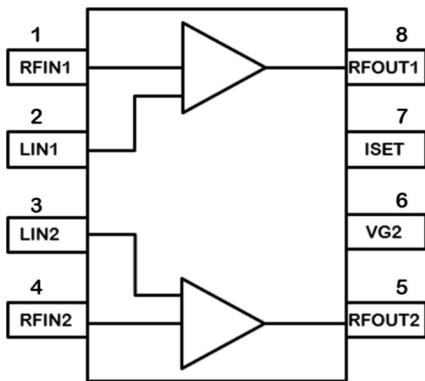 1
RFIN1
2
LIN1
3
LIN2
4
RFIN2
8
RFOUT1
7
ISET
6
VG2
5
RFOUT2